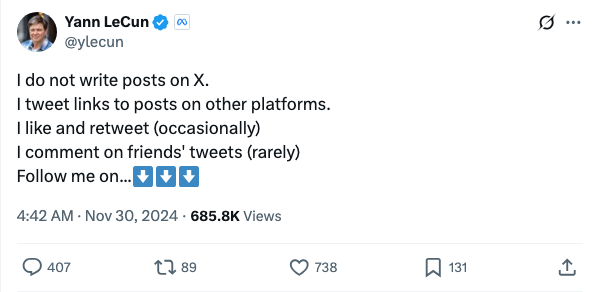 Yann LeCun
@ylecun
I do not write posts on X.
I tweet links to posts on other platforms.
I like and retweet (occasionally)
I comment on friends' tweets (rarely)
Follow me on...⬇️⬇️⬇️
4:42 AM · Nov 30, 2024 · 685.8K Views
407 89 738 131